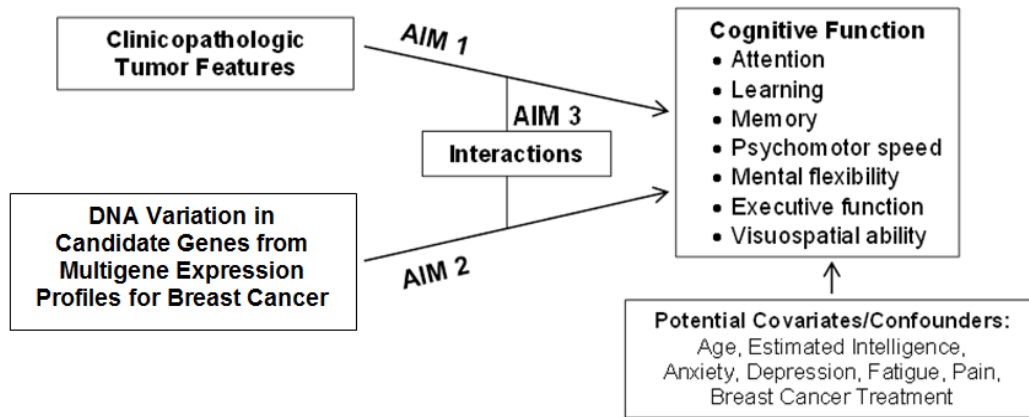 Clinicopathologic
Tumor Features
AIM 1
AIM 3
Interactions
DNA Variation in
Candidate Genes from
Multigene Expression
Profiles for Breast Cancer
AIM 2
Cognitive Function
• Attention
• Learning
• Memory
• Psychomotor speed
• Mental flexibility
• Executive function
• Visuospatial ability
Potential Covariates/Confounders:
Age, Estimated Intelligence,
Anxiety, Depression, Fatigue, Pain,
Breast Cancer Treatment